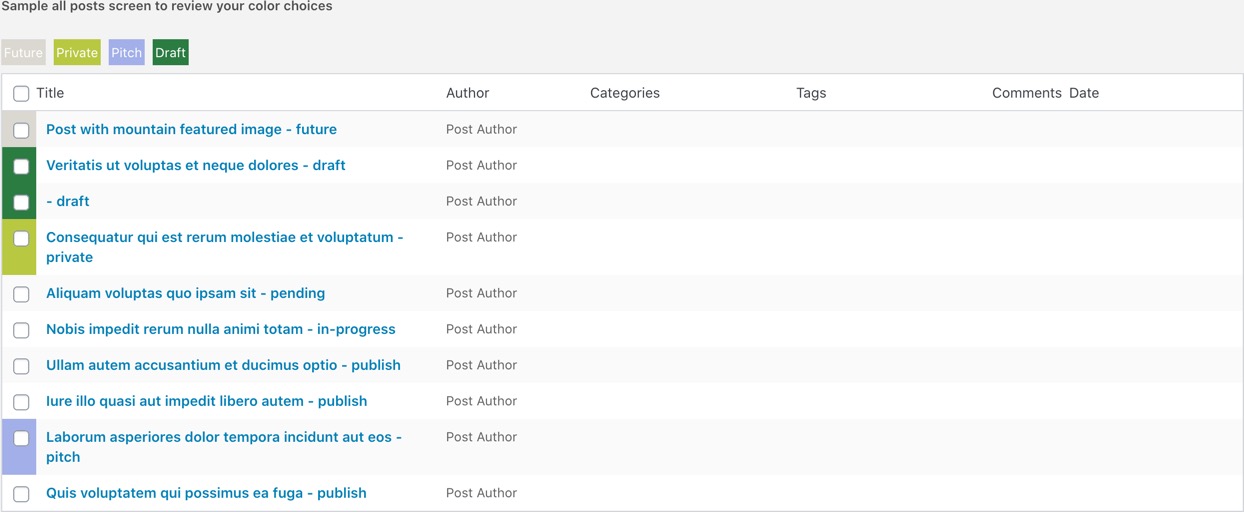 Sample all posts screen to review your color choices
Future Private Pitch Draft
Title Author Categories Tags Comments Date
Post with mountain featured image - future Post Author
Veritatis ut voluptas et neque dolores - draft Post Author
- draft Post Author
Consequatur qui est rerum molestiae et voluptatum - Post Author
private
Aliquam voluptas quo ipsam sit - pending Post Author
Nobis impedit rerum nulla animi totam - in-progress Post Author
Ullam autem accusantium et ducimus optio - publish Post Author
Iure illo quasi aut impedit libero autem - publish Post Author
Laborum asperiores dolor tempora incidunt aut eos - Post Author
pitch
Quis voluptatem qui possimus ea fuga - publish Post Author